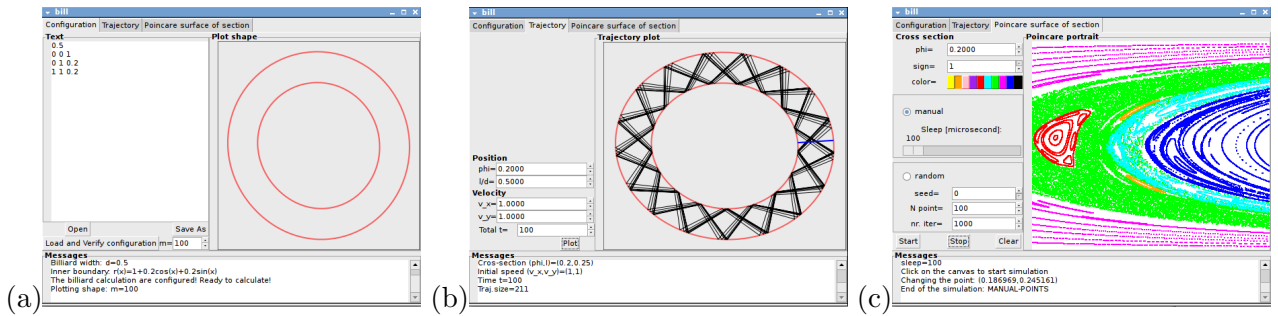 bill
Configuration Trajectory Poincare surface of section
Text
Plot shape
0.5
0 0 1
0 1 0.2
1 1 0.2
Open
Save As
Load and Verify configuration m= 100
Messages
Billiard width: d=0.5
Inner boundary: r(x)=1+0.2cos(x)+0.2sin(x)
The billiard calculation are configured! Ready to calculate!
Plotting shape: m=100
(a)
bill
Configuration Trajectory Poincare surface of section
Trajectory plot
Position
phi= 0.2000
l/d= 0.5000
Velocity
v_x= 1.0000
v_y= 1.0000
Total t= 100
Plot
Messages
Cros-section (phi,l)=(0.2,0.25)
Initial speed (v_x,v_y)=(1,1)
Time t=100
Traj.size=211
(b)
bill
Configuration Trajectory Poincare surface of section
Cross section
Poincare portrait
phi= 0.2000
sign= 1
color=
manual
Sleep [microsecond]:
100
random
seed= 0
N point= 100
nr. iter= 1000
Start Stop Clear
Messages
sleep=100
Click on the canvas to start simulation
Changing the point: (0.186969,0.245161)
End of the simulation: MANUAL-POINTS
(c)